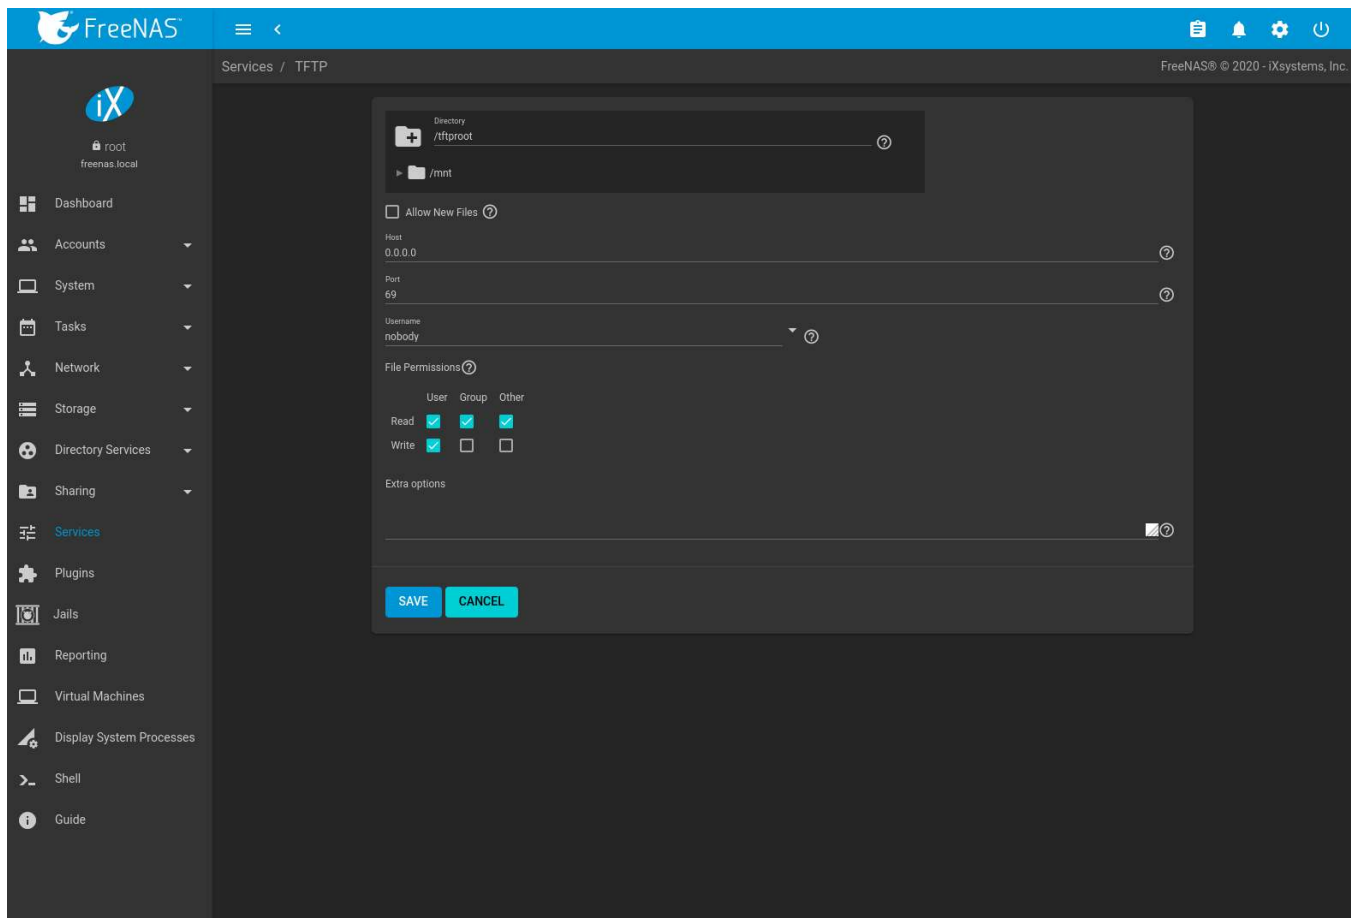 FreeNAS
Services / TFTP
FreeNAS® © 2020 - iXsystems, Inc.
iX
root
freenas.local
Dashboard
Accounts
System
Tasks
Network
Storage
Directory Services
Sharing
Services
Plugins
Jails
Reporting
Virtual Machines
Display System Processes
Shell
Guide
Directory
/tftproot
/mnt
Allow New Files
Host
0.0.0.0
Port
69
Username
nobody
File Permissions
User Group Other
Read
Write
Extra options
SAVE CANCEL